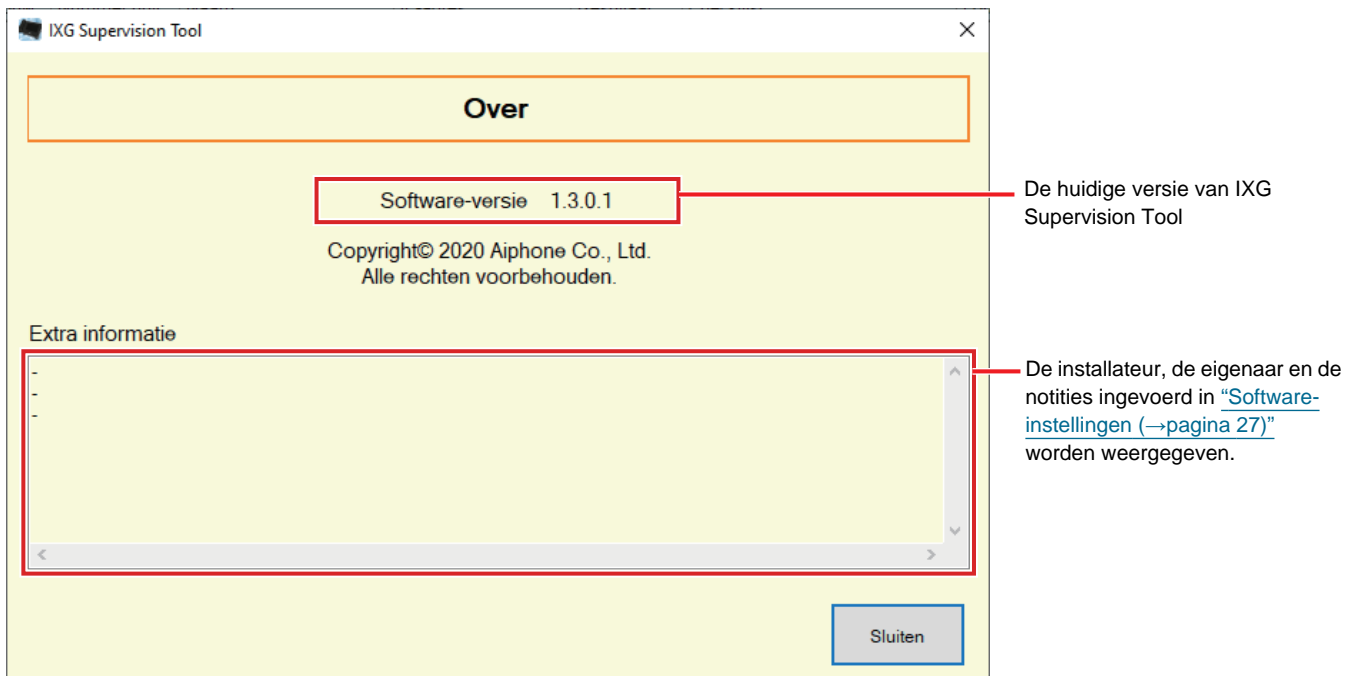 IXG Supervision Tool
Over
Software-versie 1.3.0.1
De huidige versie van IXG
Supervision Tool
Copyright© 2020 Aiphone Co., Ltd.
Alle rechten voorbehouden.
Extra informatie
-
-
-
De installateur, de eigenaar en de
notities ingevoerd in “Software-
instellingen (→pagina 27)”
worden weergegeven.
Sluiten